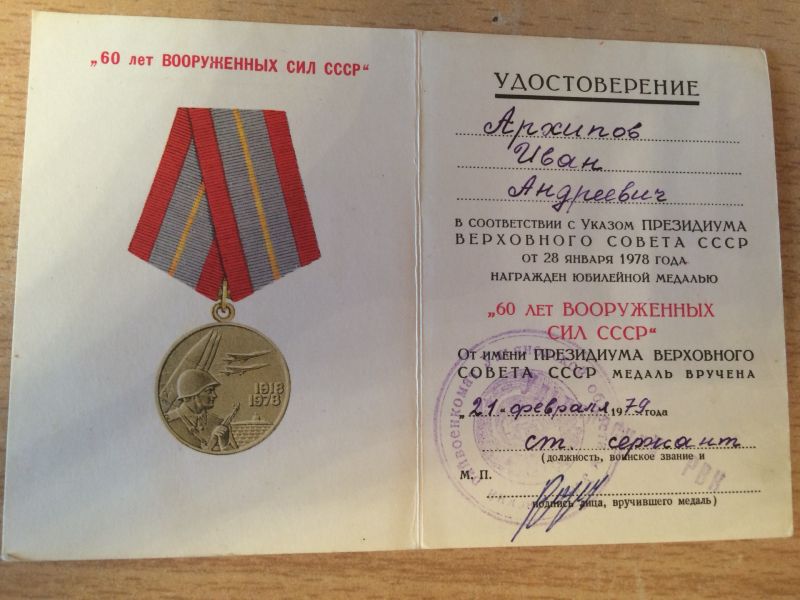 „60 лет ВООРУЖЕННЫХ СИЛ СССР“
1918
1978
УДОСТОВЕРЕНИЕ
Архипов
Иван
Андреевич
В СООТВЕТСТВИИ С УКАЗОМ ПРЕЗИДИУМА
ВЕРХОВНОГО СОВЕТА СССР
ОТ 28 ЯНВАРЯ 1978 ГОДА
НАГРАЖДЕН ЮБИЛЕЙНОЙ МЕДАЛЬЮ
„60 ЛЕТ ВООРУЖЕННЫХ
СИЛ СССР“
ОТ ИМЕНИ ПРЕЗИДИУМА ВЕРХОВНОГО
СОВЕТА СССР МЕДАЛЬ ВРУЧЕНА
„21“ февраля 1979 года
ст. сержант
(должность, воинское звание и
М. П.
подпись лица, вручившего медаль)
РВК